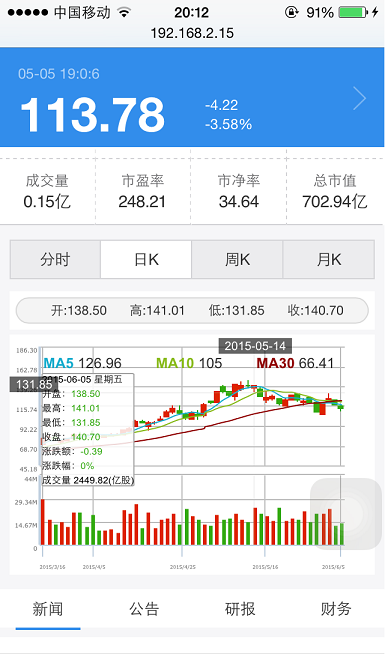 中国移动 20:12 91%
192.168.2.15
05-05 19:0:6
113.78
-4.22
-3.58%
成交量 市盈率 市净率 总市值
0.15亿 248.21 34.64 702.94亿
分时 日K 周K 月K
开:138.50 高:141.01 低:131.85 收:140.70
2015-05-14
186.30
MA5 126.96 MA10 105 MA30 66.41
2015-06-05 星期五
131.85
开盘: 138.50
最高: 141.01
115.74
最低: 131.85
92.22
收盘: 140.70
68.70
涨跌额: -0.39
涨跌幅: 0%
45.18
44M
成交量 2449.82(亿股)
29.34M
14.67M
0
2015/3/16 2015/4/5 2015/4/25 2015/5/16 2015/6/5
新闻 公告 研报 财务